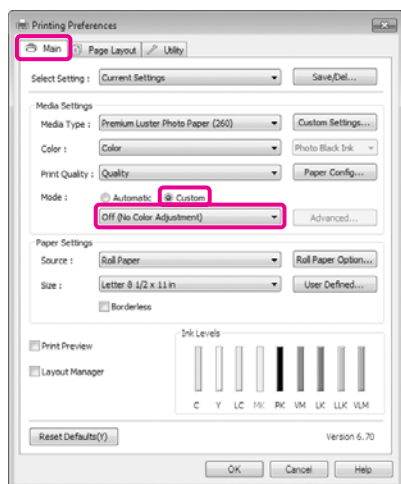 Printing Preferences
Main Page Layout Utility
Select Setting : Current Settings Save/Del...
Media Settings
Media Type : Premium Luster Photo Paper (260) Custom Settings...
Color : Color Photo Black Ink
Print Quality : Quality Paper Config...
Mode : Automatic Custom
Off (No Color Adjustment) Advanced...
Paper Settings
Source : Roll Paper Roll Paper Option...
Size : Letter 8 1/2 x 11 in User Defined...
Borderless
Ink Levels
Print Preview
Layout Manager
C Y LC MK PK VM LK LLK VLM
Reset Defaults(Y) Version 6.70
OK Cancel Help